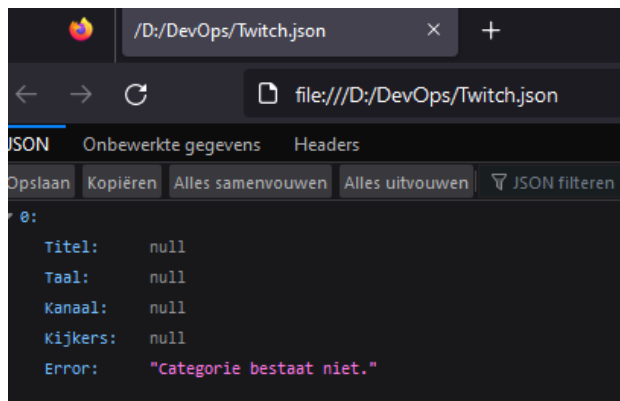 /D:/DevOps/Twitch.json
file:///D:/DevOps/Twitch.json
JSON Onbewerkte gegevens Headers
Opslaan Kopiëren Alles samenvouwen Alles uitvouwen JSON filteren
0:
Titel: null
Taal: null
Kanaal: null
Kijkers: null
Error: "Categorie bestaat niet."